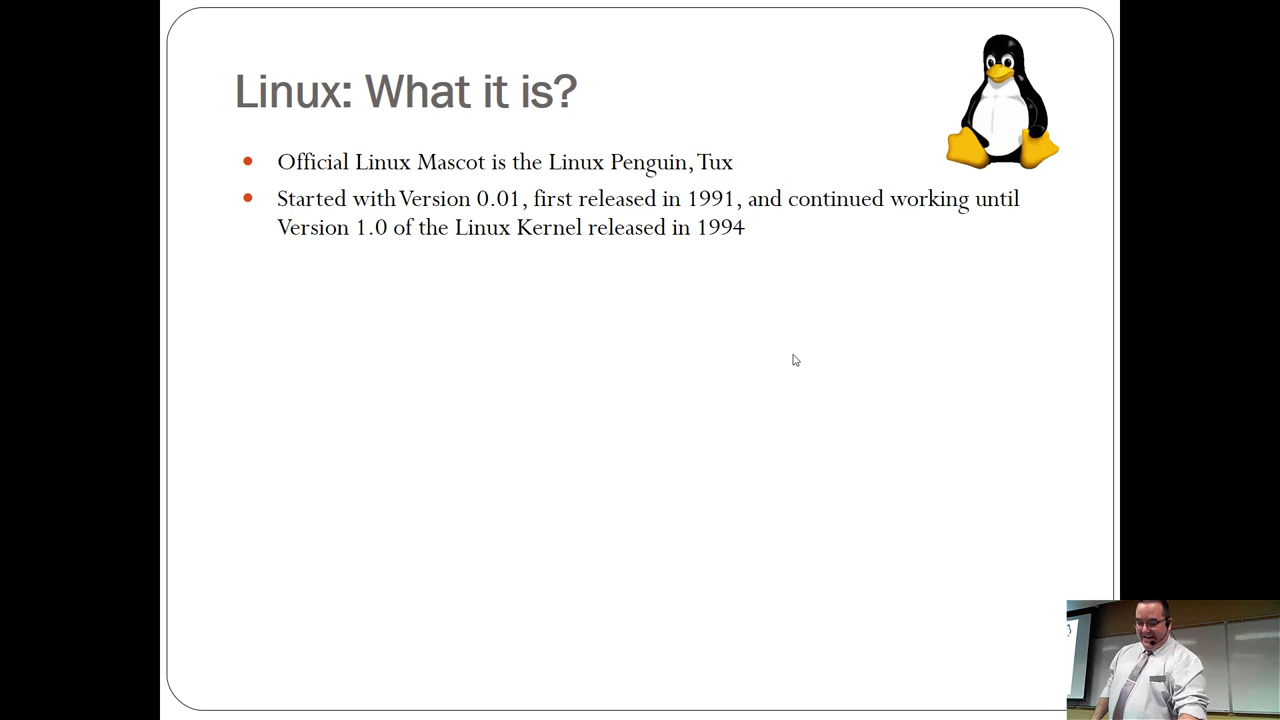 Linux: What it is?
Official Linux Mascot is the Linux Penguin, Tux
Started with Version 0.01, first released in 1991, and continued working until
Version 1.0 of the Linux Kernel released in 1994